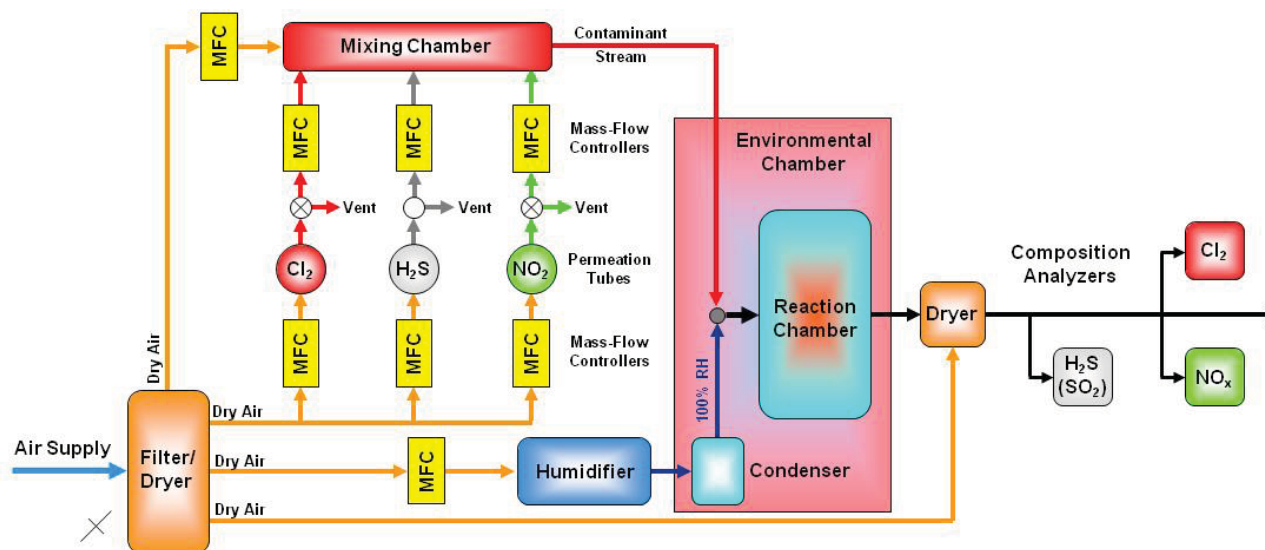 MFC
Mixing Chamber
Contaminant
Stream
MFC
MFC
MFC
Mass-Flow
Controllers
Environmental
Chamber
Vent
Vent
Vent
Cl₂
H₂S
NO₂
Permeation
Tubes
Composition
Analyzers
Cl₂
Reaction
Chamber
Dryer
Dry Air
MFC
MFC
MFC
Mass-Flow
Controllers
H₂S
(SO₂)
NOₓ
100% RH
Dry Air
Air Supply
Filter/
Dryer
Dry Air
MFC
Humidifier
Condenser
Dry Air